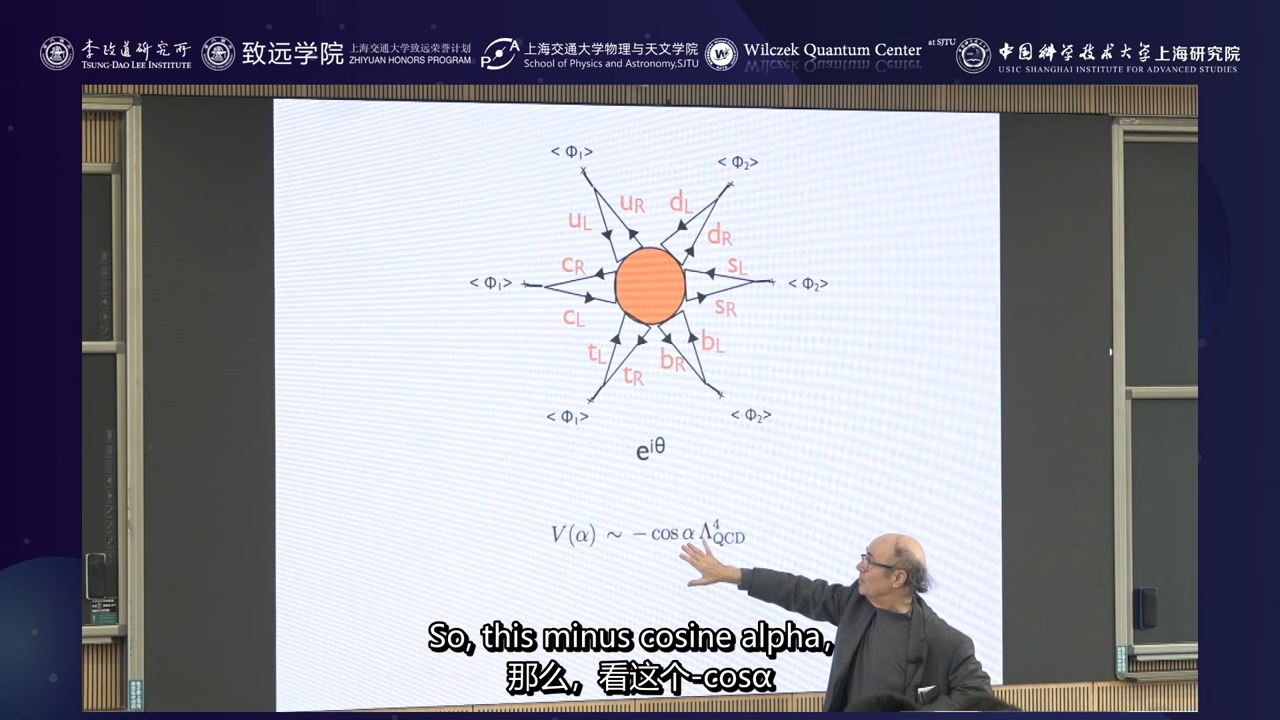 李政道研究所
TSUNG-DAO LEE INSTITUTE
致远学院
上海交通大学致远荣誉计划
ZHIYUAN HONORS PROGRAM
上海交通大学物理与天文学院
School of Physics and Astronomy,SJTU
Wilczek Quantum Center
at SJTU
中国科学技术大学上海研究院
USTC SHANGHAI INSTITUTE FOR ADVANCED STUDIES
< Φ₁>
< Φ₂>
uL
uR
dL
dR
< Φ₁>
cR
cL
sL
sR
< Φ₂>
tL
tR
bR
bL
< Φ₁>
< Φ₂>
e^{iθ}
V(α) ∼ − cos α Λ⁴_QCD
So, this minus cosine alpha,
那么，看这个-cosα